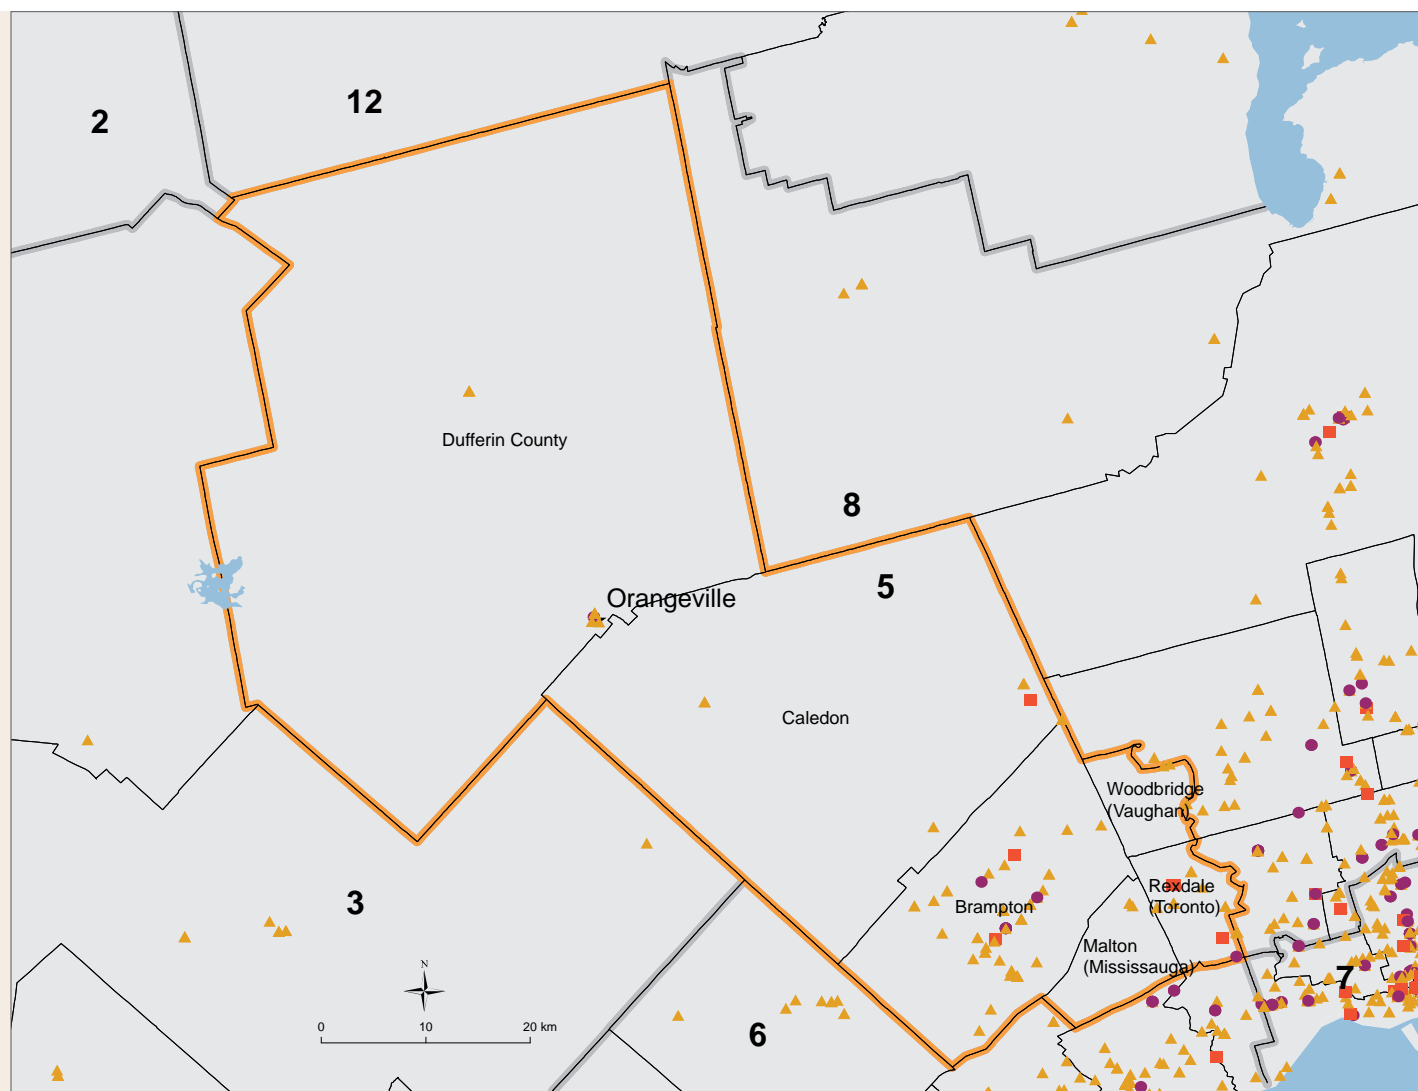 12
2
Dufferin County
8
5
Orangeville
Caledon
Woodbridge
(Vaughan)
Rexdale
(Toronto)
Brampton
3
Malton
(Mississauga)
N
7
0 10 20 km
6